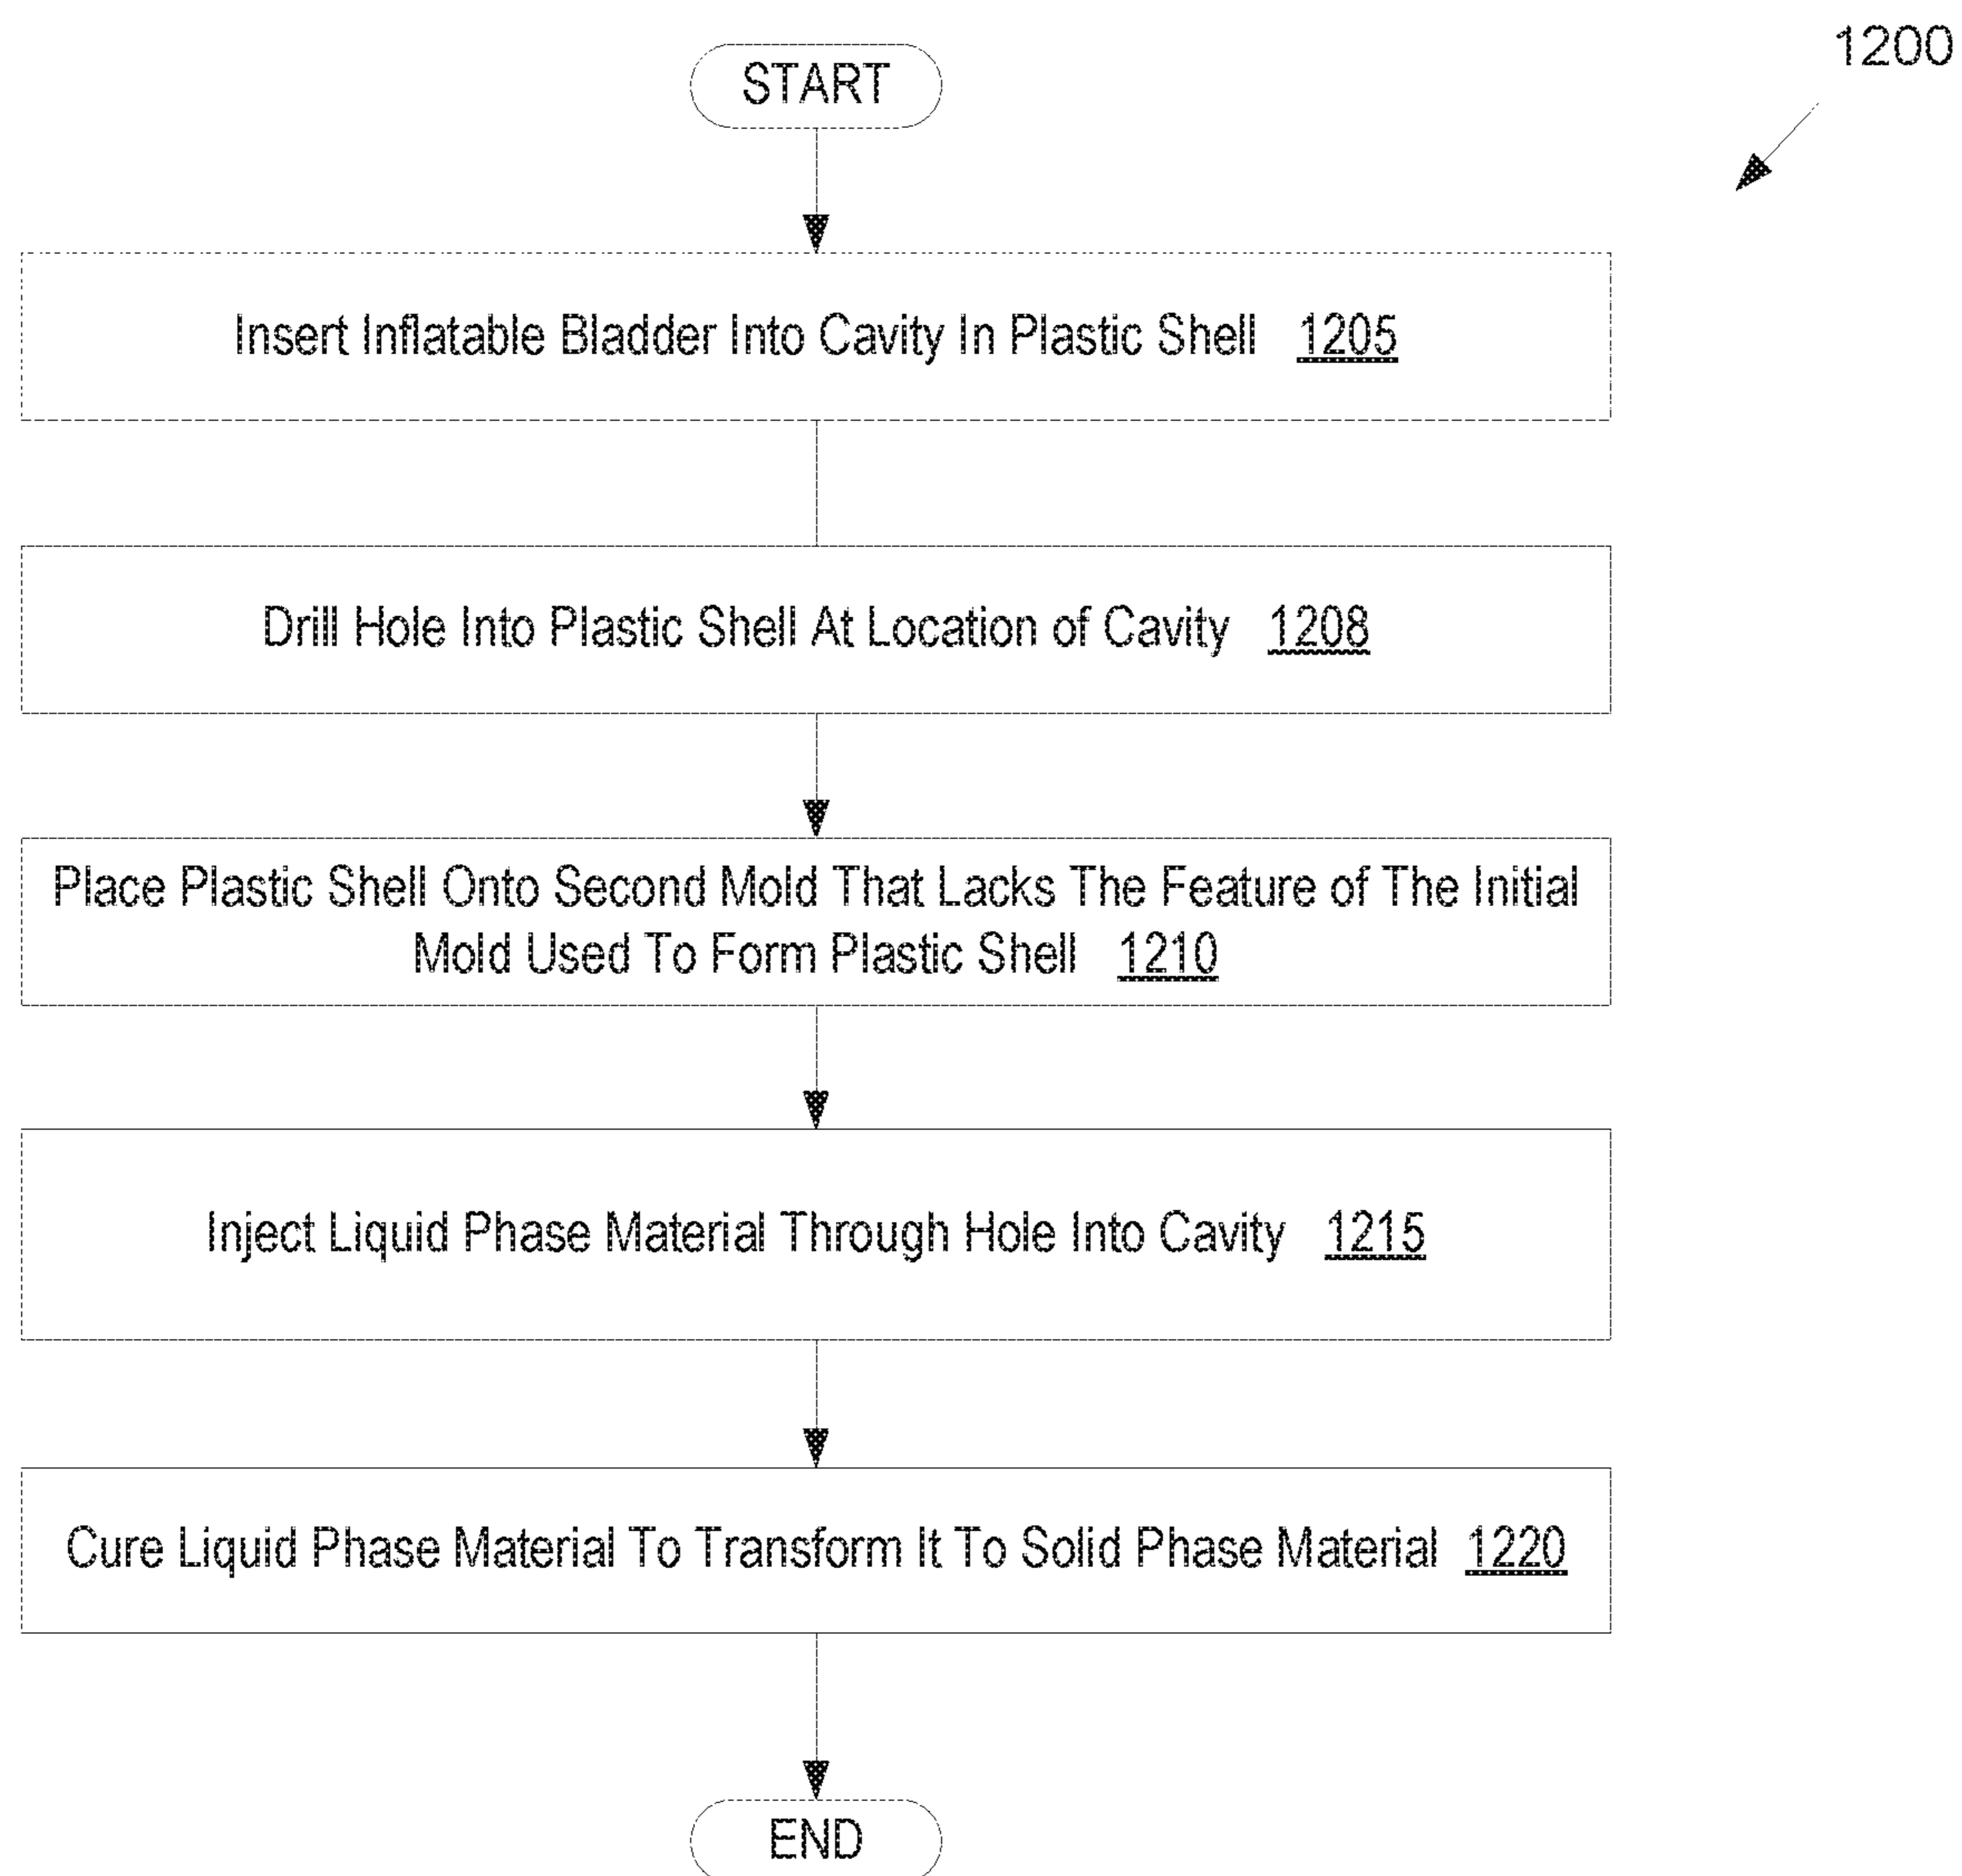 1200
START
Insert Inflatable Bladder Into Cavity In Plastic Shell 1205
Drill Hole Into Plastic Shell At Location of Cavity 1208
Place Plastic Shell Onto Second Mold That Lacks The Feature of The Initial
Mold Used To Form Plastic Shell 1210
Inject Liquid Phase Material Through Hole Into Cavity 1215
Cure Liquid Phase Material To Transform It To Solid Phase Material 1220
END